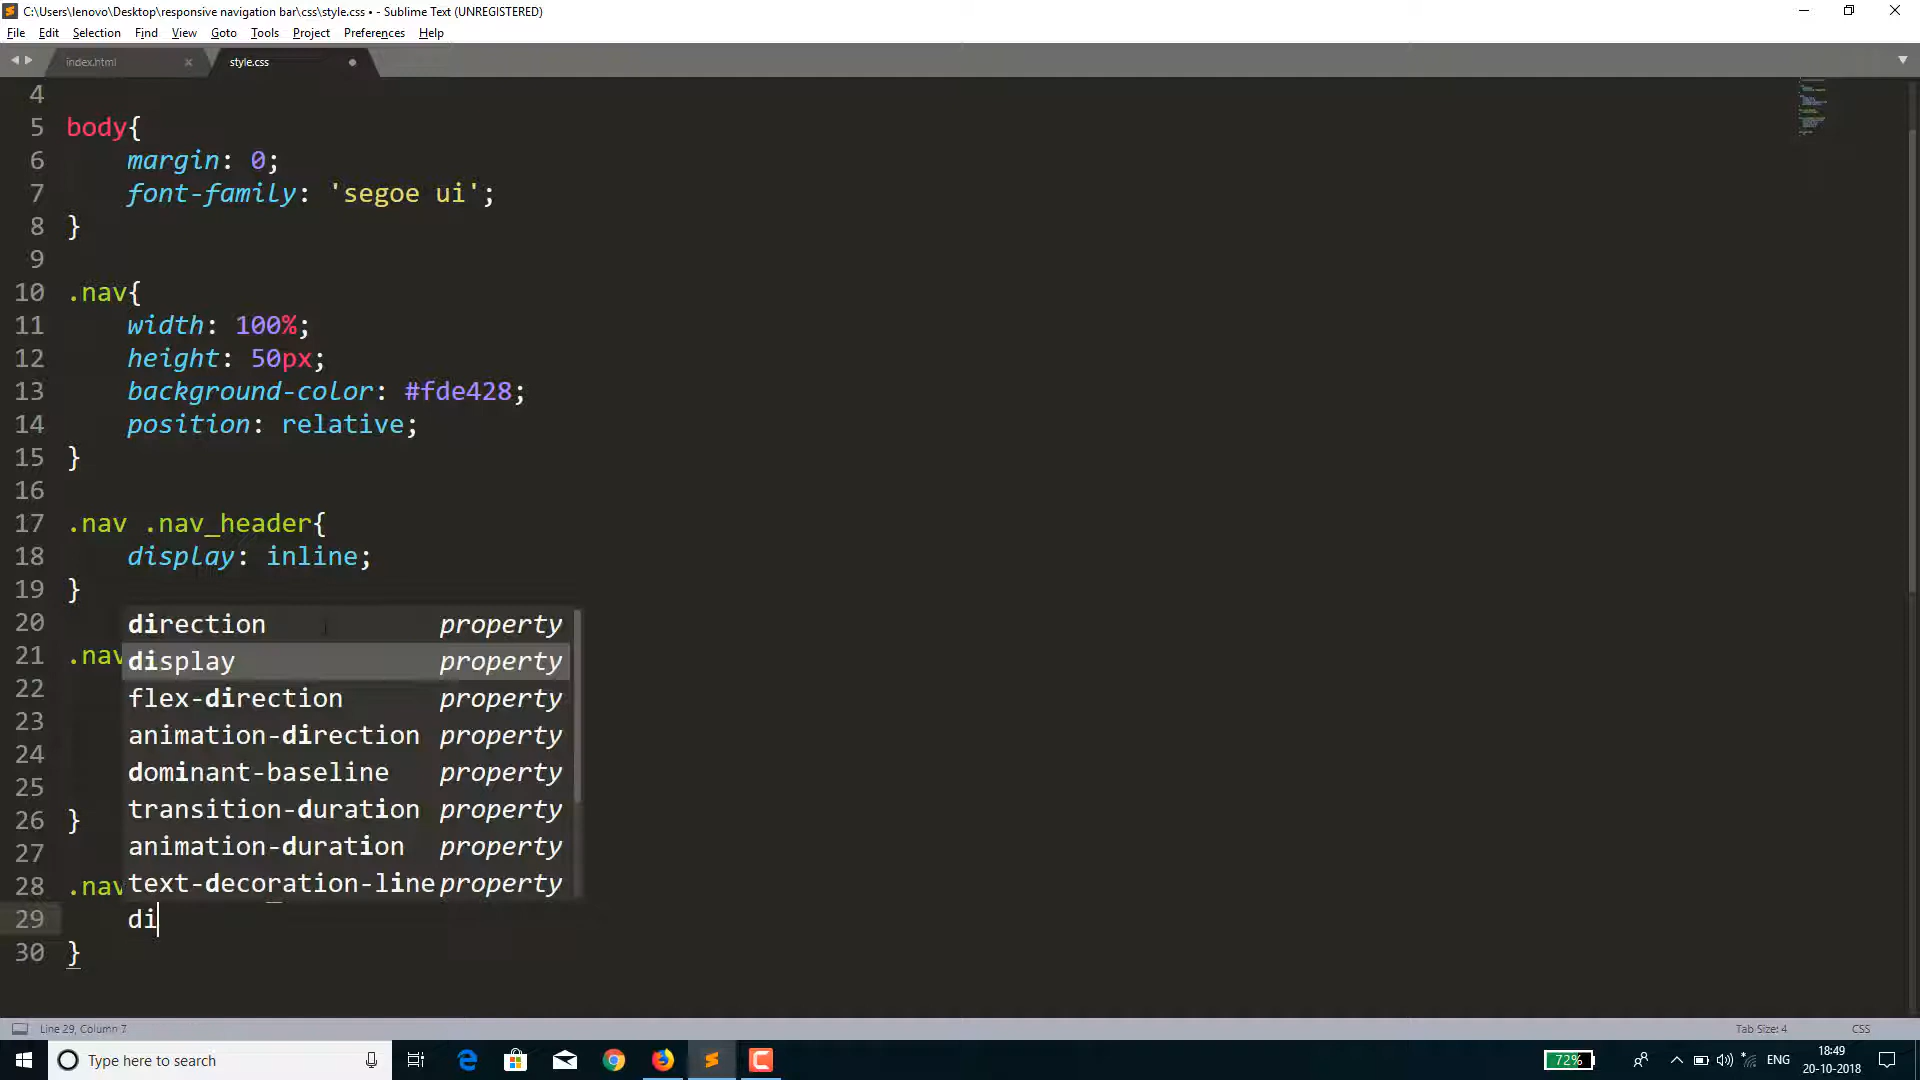 C:\Users\lenovo\Desktop\responsive navigation bar\css\style.css • - Sublime Text (UNREGISTERED)
File Edit Selection Find View Goto Tools Project Preferences Help
index.html style.css
4
5 body{
6 margin: 0;
7 font-family: 'segoe ui';
8 }
9
10 .nav{
11 width: 100%;
12 height: 50px;
13 background-color: #fde428;
14 position: relative;
15 }
16
17 .nav .nav_header{
18 display: inline;
19 }
20 direction property
21 .nav display property
22 flex-direction property
23 animation-direction property
24 dominant-baseline property
25 transition-duration property
26 } animation-duration property
27 text-decoration-line property
28 .nav
29 di
30 }
Line 29, Column 7 Tab Size: 4 CSS
Type here to search 72% ENG 18:49
20-10-2018